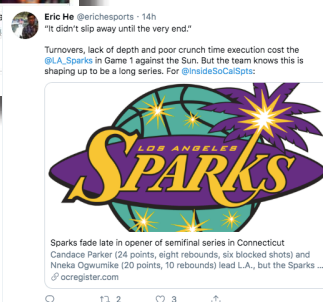 Eric He @erichesports · 14h
“It didn’t slip away until the very end.”
Turnovers, lack of depth and poor crunch time execution cost the
@LA_Sparks in Game 1 against the Sun. But the team knows this is
shaping up to be a long series. For @InsideSoCalSpts:
LOS ANGELES
SPARKS
Sparks fade late in opener of semifinal series in Connecticut
Candace Parker (24 points, eight rebounds, six blocked shots) and
Nneka Ogwumike (20 points, 10 rebounds) lead L.A., but the Sparks ...
ocregister.com
2 3